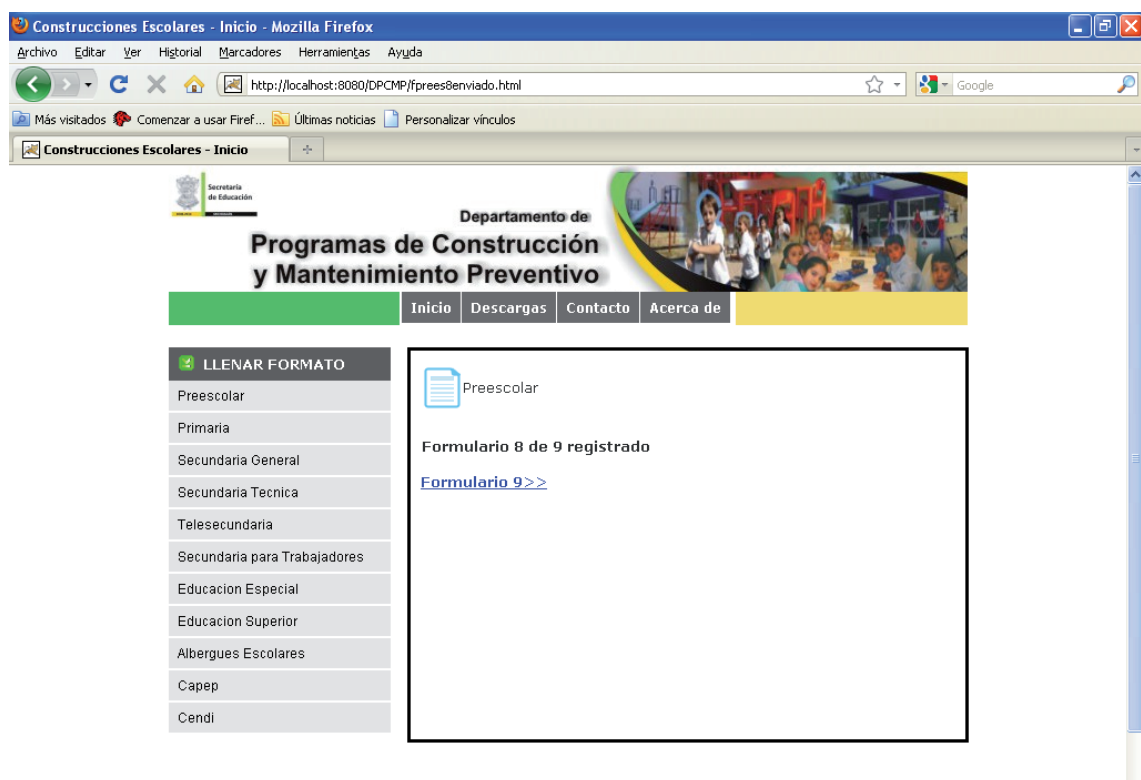 Construcciones Escolares - Inicio - Mozilla Firefox
Archivo Editar Ver Historial Marcadores Herramientas Ayuda
http://localhost:8080/DPCMP/fprees8enviado.html Google
Más visitados Comenzar a usar Firef... Últimas noticias Personalizar vínculos
Construcciones Escolares - Inicio
Secretaría
de Educación
Departamento de
Programas de Construcción
y Mantenimiento Preventivo
Inicio Descargas Contacto Acerca de
LLENAR FORMATO
Preescolar
Primaria
Secundaria General
Secundaria Tecnica
Telesecundaria
Secundaria para Trabajadores
Educacion Especial
Educacion Superior
Albergues Escolares
Capep
Cendi
Preescolar
Formulario 8 de 9 registrado
Formulario 9>>